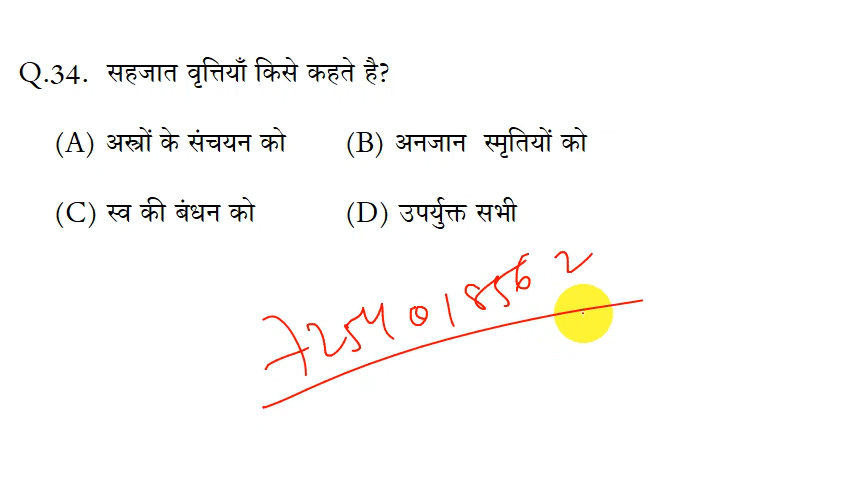 Q.34. सहजात वृत्तियाँ किसे कहते है?
(A) अस्त्रों के संचयन को (B) अनजान स्मृतियों को
(C) स्व की बंधन को (D) उपर्युक्त सभी
7254018562